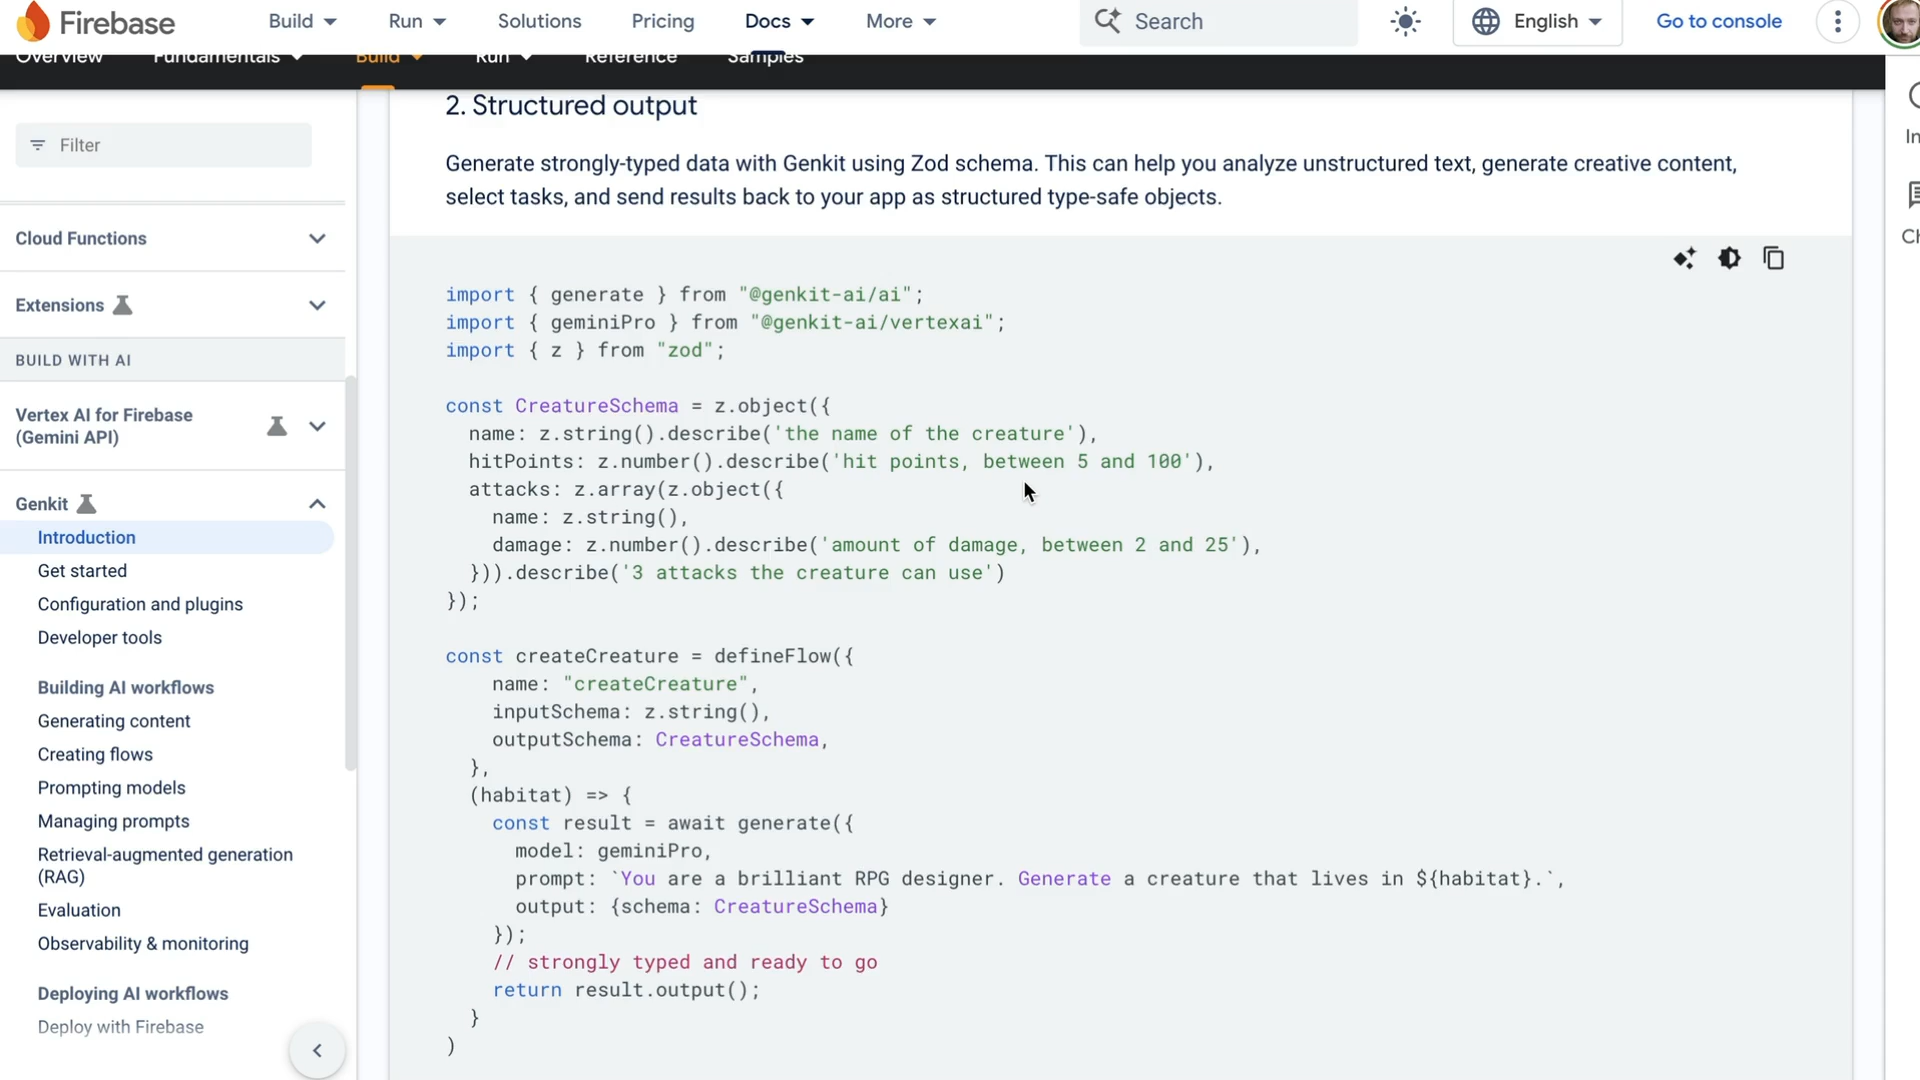 Firebase
Build
Run
Solutions
Pricing
Docs
More
Search
English
Go to console
Overview
Fundamentals
Build
Run
Reference
Samples
Filter
Cloud Functions
Extensions
BUILD WITH AI
Vertex AI for Firebase
(Gemini API)
Genkit
Introduction
Get started
Configuration and plugins
Developer tools
Building AI workflows
Generating content
Creating flows
Prompting models
Managing prompts
Retrieval-augmented generation
(RAG)
Evaluation
Observability & monitoring
Deploying AI workflows
Deploy with Firebase
2. Structured output
Generate strongly-typed data with Genkit using Zod schema. This can help you analyze unstructured text, generate creative content,
select tasks, and send results back to your app as structured type-safe objects.
import { generate } from "@genkit-ai/ai";
import { geminiPro } from "@genkit-ai/vertexai";
import { z } from "zod";
const CreatureSchema = z.object({
name: z.string().describe('the name of the creature'),
hitPoints: z.number().describe('hit points, between 5 and 100'),
attacks: z.array(z.object({
name: z.string(),
damage: z.number().describe('amount of damage, between 2 and 25'),
})).describe('3 attacks the creature can use')
});
const createCreature = defineFlow({
name: "createCreature",
inputSchema: z.string(),
outputSchema: CreatureSchema,
},
(habitat) => {
const result = await generate({
model: geminiPro,
prompt: `You are a brilliant RPG designer. Generate a creature that lives in ${habitat}.`,
output: {schema: CreatureSchema}
});
// strongly typed and ready to go
return result.output();
}
)